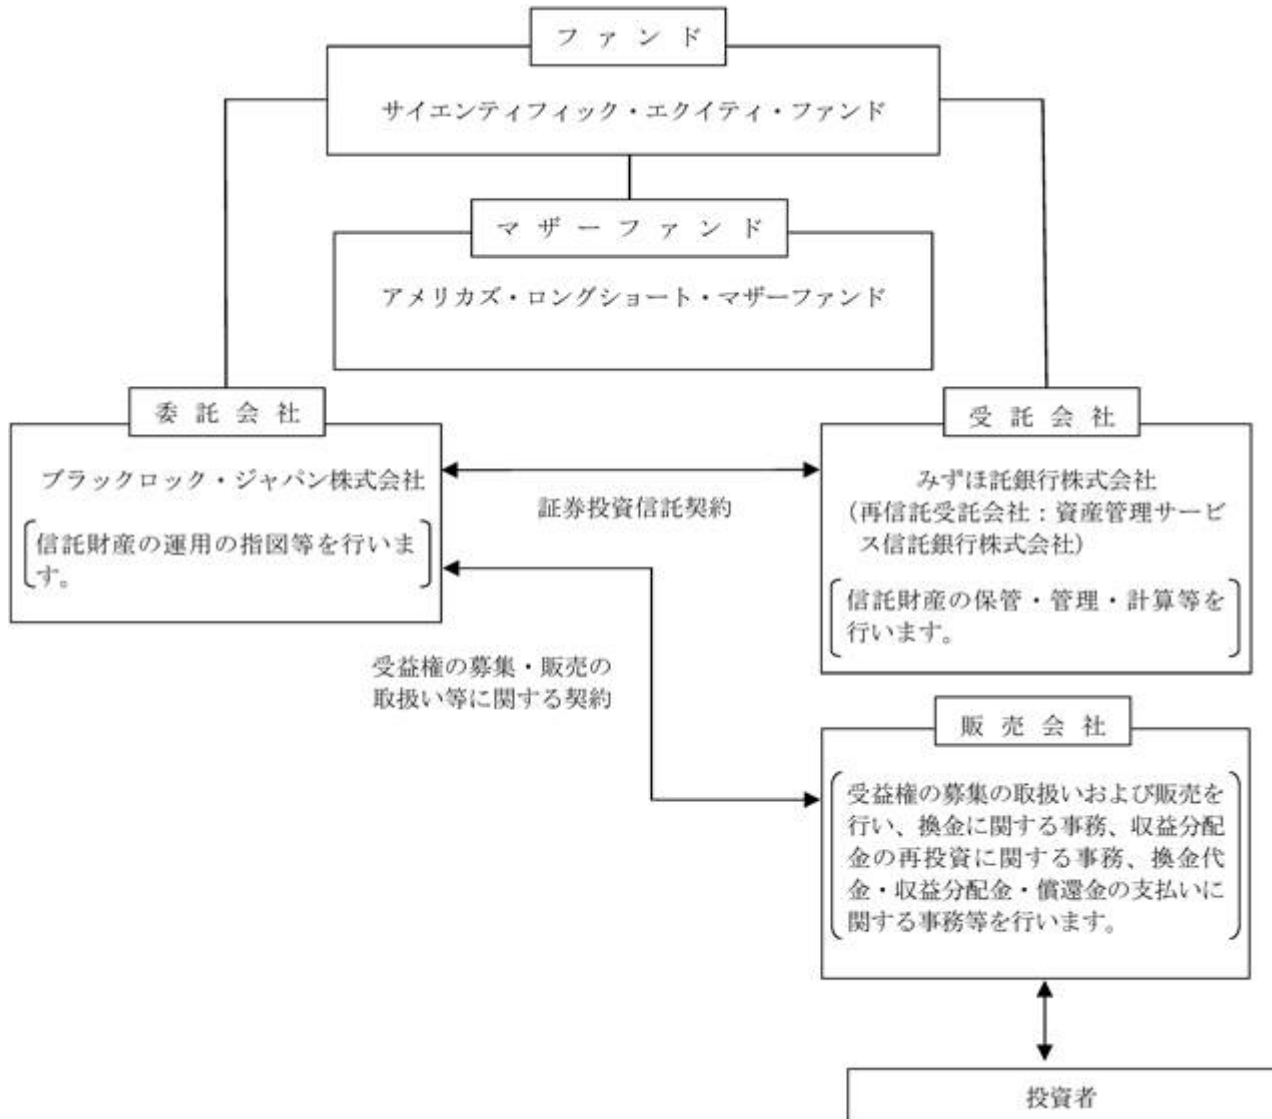 ファンド
サイエンティフィック・エクイティ・ファンド
マザーファンド
アメリカズ・ロングショート・マザーファンド
委託会社
ブラックロック・ジャパン株式会社
信託財産の運用の指図等を行いま
す。
証券投資信託契約
受託会社
みずほ託銀行株式会社
（再信託受託会社：資産管理サービ
ス信託銀行株式会社）
信託財産の保管・管理・計算等を
行います。
受益権の募集・販売の
取扱い等に関する契約
販売会社
受益権の募集の取扱いおよび販売を
行い、換金に関する事務、収益分配
金の再投資に関する事務、換金代
金・収益分配金・償還金の支払いに
関する事務等を行います。
投資者